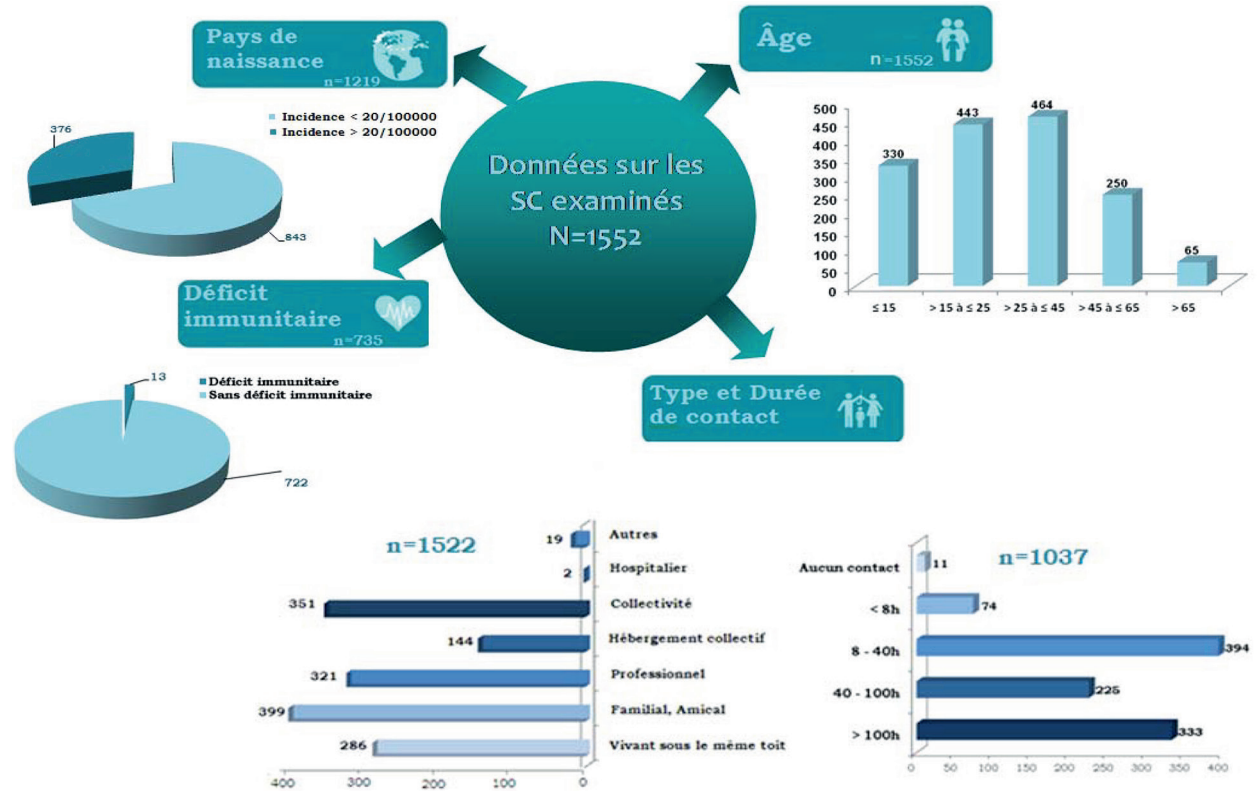 Pays de
naissance
n=1219
Âge
n=1552
Incidence < 20/100000
Incidence > 20/100000
376
843
Données sur les
SC examinés
N=1552
500
450
400
350
300
250
200
150
100
50
0
330
443
464
250
65
≤ 15
> 15 à ≤ 25
> 25 à ≤ 45
> 45 à ≤ 65
> 65
Déficit
immunitaire
n=735
13
Déficit immunitaire
Sans déficit immunitaire
722
Type et Durée
de contact
n=1522
19 Autres
2 Hospitalier
351 Collectivité
144 Hébergement collectif
321 Professionnel
399 Familial, Amical
286 Vivant sous le même toit
400 300 200 100 0
n=1037
Aucun contact 11
< 8h 74
8 - 40h 394
40 - 100h 225
> 100h 333
0 50 100 150 200 250 300 350 400